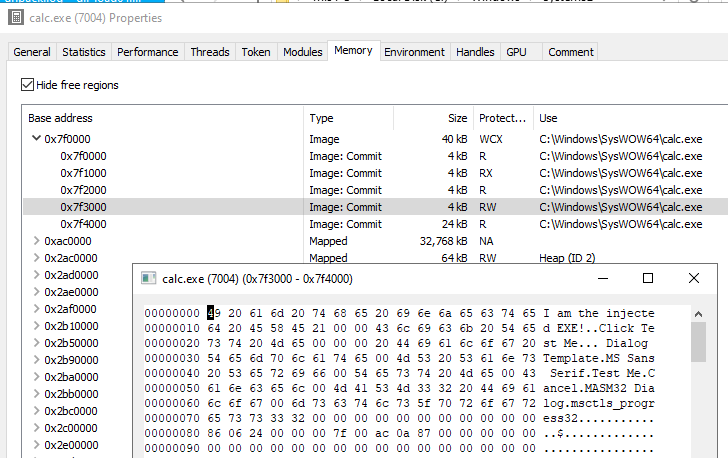 calc.exe (7004) Properties
General Statistics Performance Threads Token Modules Memory Environment Handles GPU Comment
Hide free regions
Base address Type Size Protect... Use
0x7f0000 Image 40 kB WCX C:\Windows\SysWOW64\calc.exe
0x7f0000 Image: Commit 4 kB R C:\Windows\SysWOW64\calc.exe
0x7f1000 Image: Commit 4 kB RX C:\Windows\SysWOW64\calc.exe
0x7f2000 Image: Commit 4 kB R C:\Windows\SysWOW64\calc.exe
0x7f3000 Image: Commit 4 kB RW C:\Windows\SysWOW64\calc.exe
0x7f4000 Image: Commit 24 kB R C:\Windows\SysWOW64\calc.exe
0xac0000 Mapped 32,768 kB NA
0x2ac0000 Mapped 64 kB RW Heap (ID 2)
0x2ad0000
0x2ae0000
0x2af0000
0x2b10000
0x2b50000
0x2b90000
0x2ba0000
0x2bb0000
0x2bc0000
0x2c00000
0x2e00000
calc.exe (7004) (0x7f3000 - 0x7f4000)
00000000 49 20 61 6d 20 74 68 65 20 69 6e 6a 65 63 74 65 I am the injecte
00000010 64 20 45 58 45 21 00 00 43 6c 69 63 6b 20 54 65 d EXE!..Click Te
00000020 73 74 20 4d 65 00 00 00 20 44 69 61 6c 6f 67 20 st Me... Dialog
00000030 54 65 6d 70 6c 61 74 65 00 4d 53 20 53 61 6e 73 Template.MS Sans
00000040 20 53 65 72 69 66 00 54 65 73 74 20 4d 65 00 43 Serif.Test Me.C
00000050 61 6e 63 65 6c 00 4d 41 53 4d 33 32 20 44 69 61 ancel.MASM32 Dia
00000060 6c 6f 67 00 6d 73 63 74 6c 73 5f 70 72 6f 67 72 log.msctls_progr
00000070 65 73 73 33 32 00 00 00 00 00 00 00 00 00 00 00 ess32...........
00000080 86 06 24 00 00 00 7f 00 ac 0a 87 00 00 00 00 00 ..$.............
00000090 00 00 00 00 00 00 00 00 00 00 00 00 00 00 00 00 ................